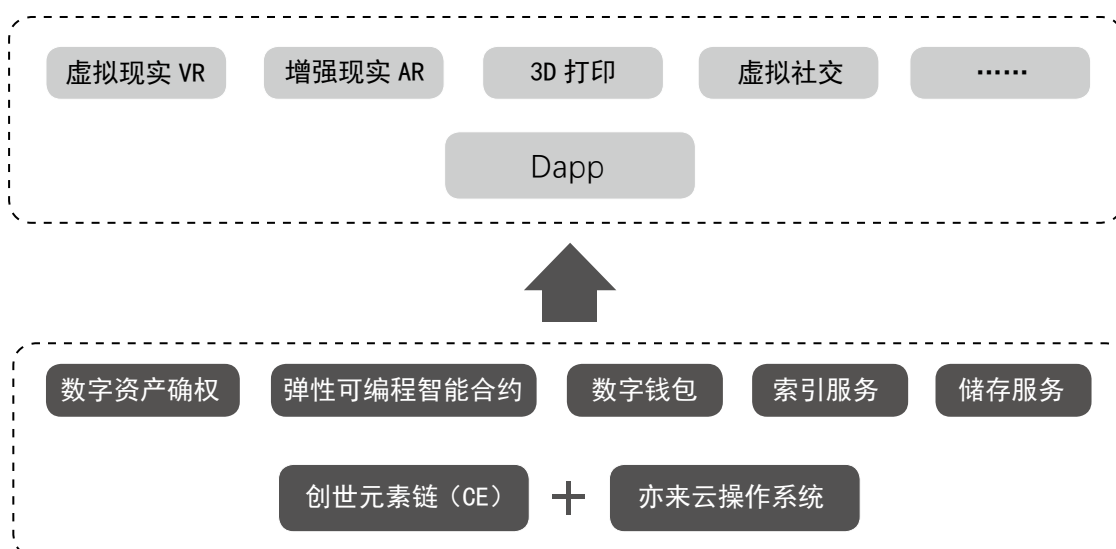 虚拟现实 VR
增强现实 AR
3D 打印
虚拟社交
······
Dapp
数字资产确权
弹性可编程智能合约
数字钱包
索引服务
储存服务
创世元素链（CE）
+
亦来云操作系统